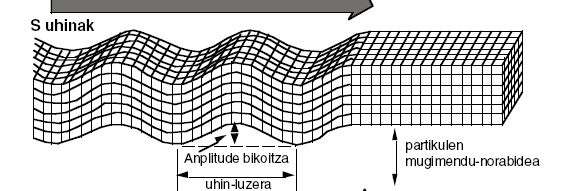 S uhinak
Anplitude bikoitza
uhin-luzera
partikulen
mugimendu-norabidea